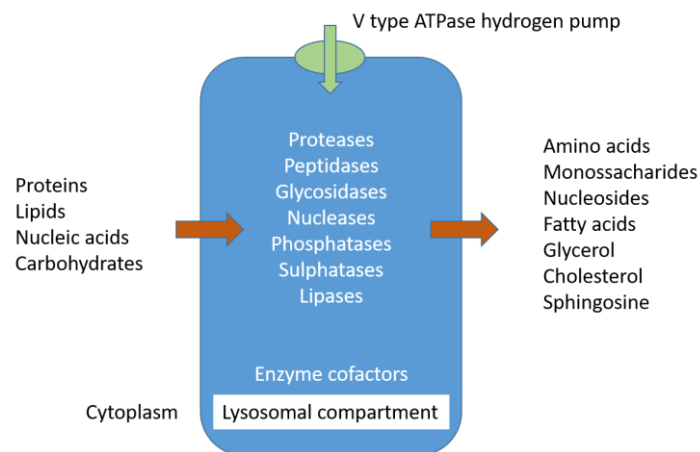 V type ATPase hydrogen pump
Proteins
Lipids
Nucleic acids
Carbohydrates
Proteases
Peptidases
Glycosidases
Nucleases
Phosphatases
Sulphatases
Lipases
Amino acids
Monossacharides
Nucleosides
Fatty acids
Glycerol
Cholesterol
Sphingosine
Enzyme cofactors
Cytoplasm
Lysosomal compartment